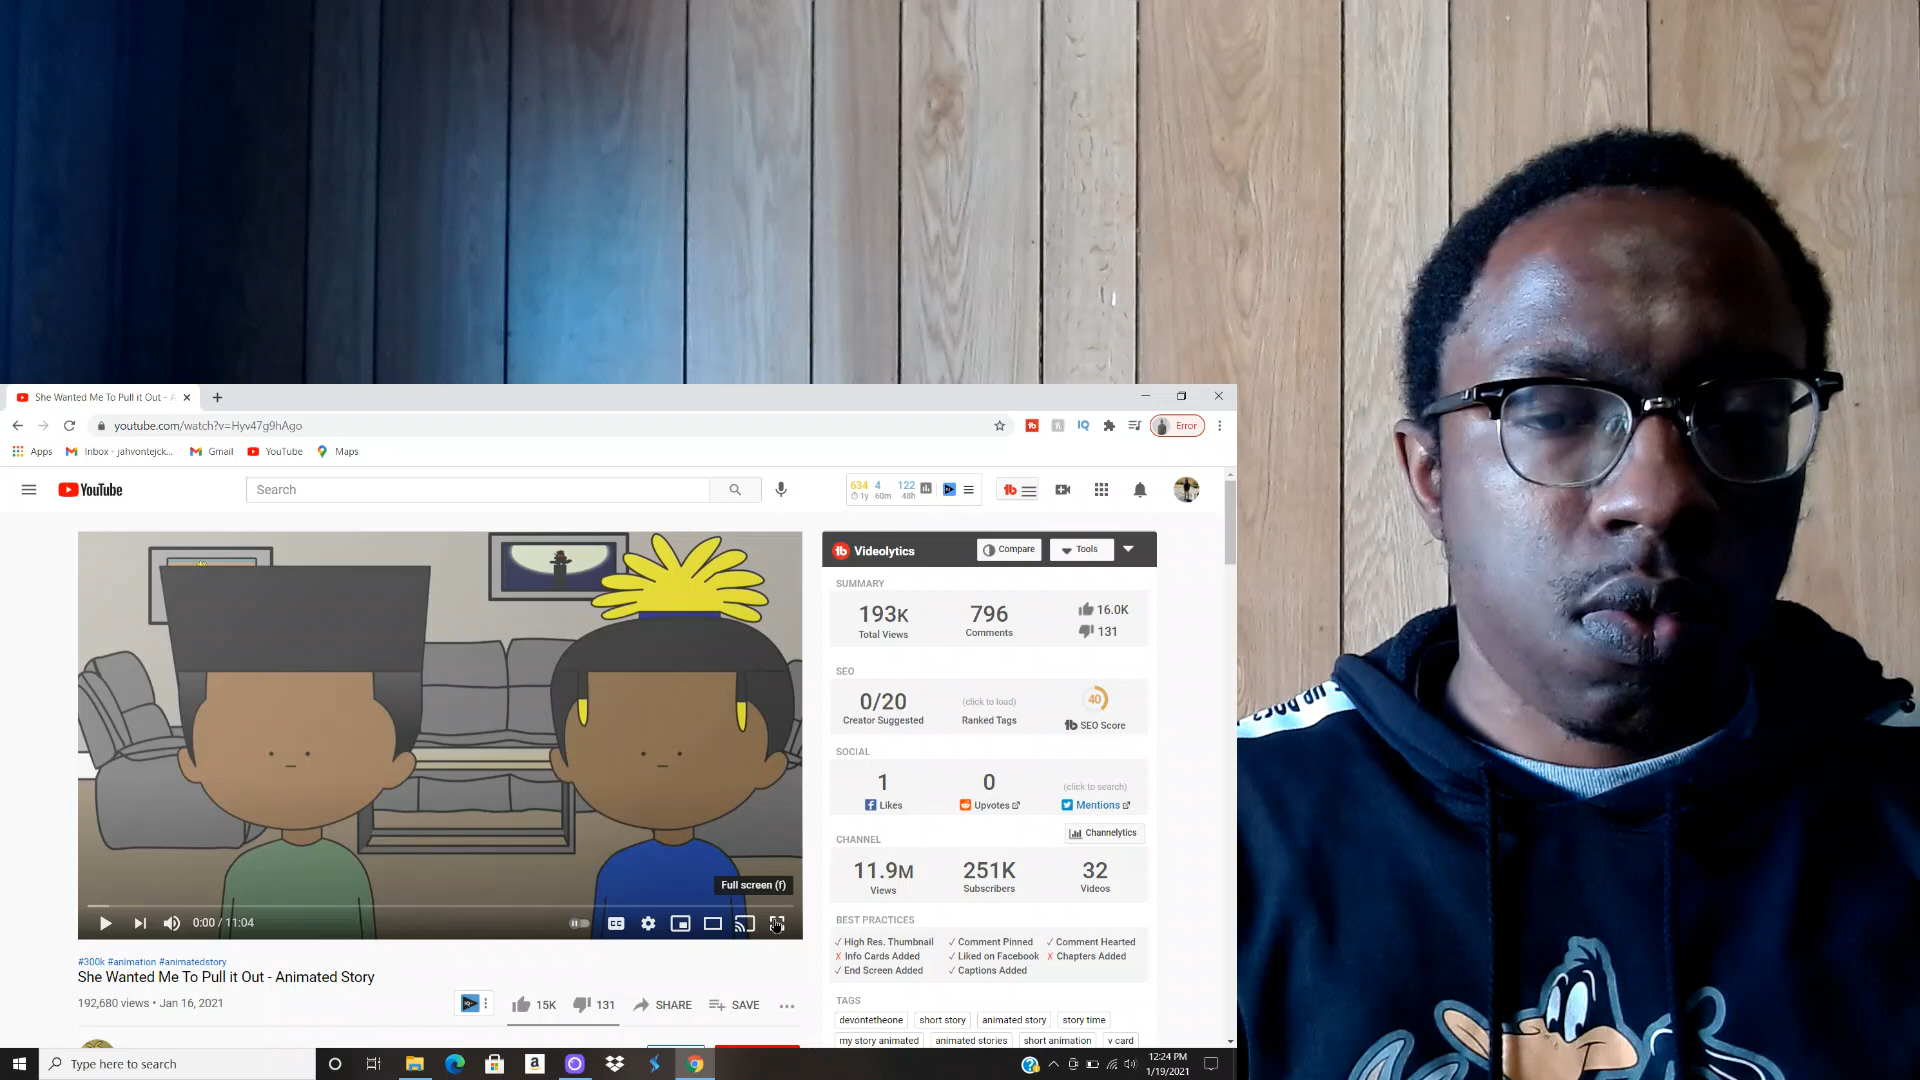 She Wanted Me To Pull it Out - A
youtube.com/watch?v=Hyv47g9hAgo
Error
Apps
Inbox - jahvontejck...
Gmail
YouTube
Maps
YouTube
Search
634 4 122
1y 60m 48h
tb
Videolytics
Compare
Tools
SUMMARY
193K
Total Views
796
Comments
16.0K
131
SEO
0/20
Creator Suggested
(click to load)
Ranked Tags
40
SEO Score
SOCIAL
1
Likes
0
Upvotes
(click to search)
Mentions
Channelytics
CHANNEL
11.9M
Views
251K
Subscribers
32
Videos
BEST PRACTICES
✓ High Res. Thumbnail ✓ Comment Pinned ✓ Comment Hearted
✗ Info Cards Added ✓ Liked on Facebook ✗ Chapters Added
✓ End Screen Added ✓ Captions Added
TAGS
devontetheone short story animated story story time
my story animated animated stories short animation v card
Full screen (f)
0:00 / 11:04
CC
#300k #animation #animatedstory
She Wanted Me To Pull it Out - Animated Story
192,680 views • Jan 16, 2021
15K
131
SHARE
SAVE
Type here to search
12:24 PM
1/19/2021